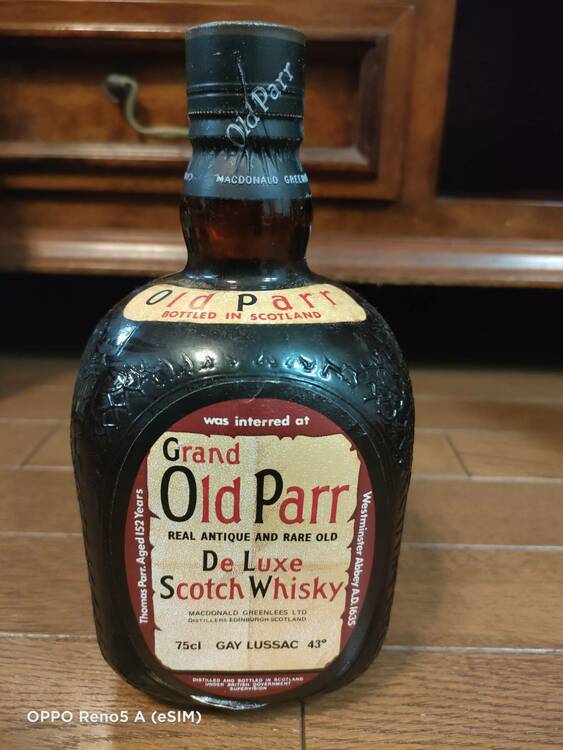 Old Parr
MACDONALD GREENLE
Old Parr
BOTTLED IN SCOTLAND
was interred at
Thomas Parr. Aged 152 Years
Westminster Abbey A.D.1635
Grand
Old Parr
REAL ANTIQUE AND RARE OLD
De Luxe
Scotch Whisky
MACDONALD GREENLEES LTD
DISTILLERS EDINBURGH SCOTLAND
75cl GAY LUSSAC 43°
DISTILLED AND BOTTLED IN SCOTLAND
UNDER BRITISH GOVERNMENT
SUPERVISION
OPPO Reno5 A (eSIM)